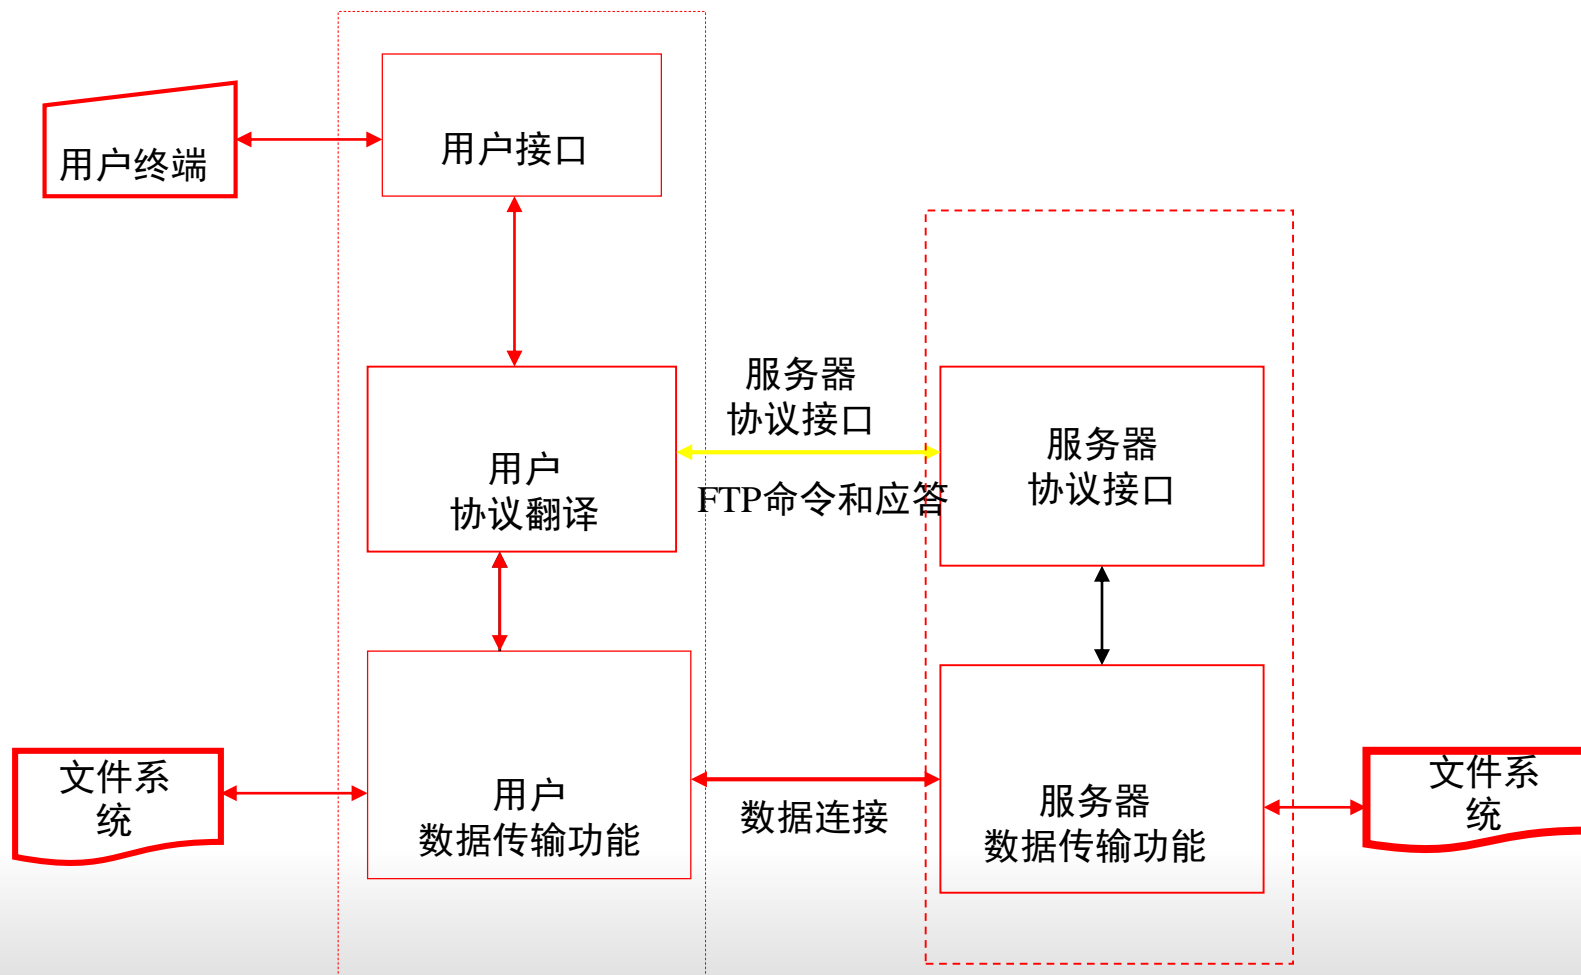 用户终端
用户接口
服务器
协议接口
FTP命令和应答
用户
协议翻译
服务器
协议接口
文件系
统
用户
数据传输功能
数据连接
服务器
数据传输功能
文件系
统